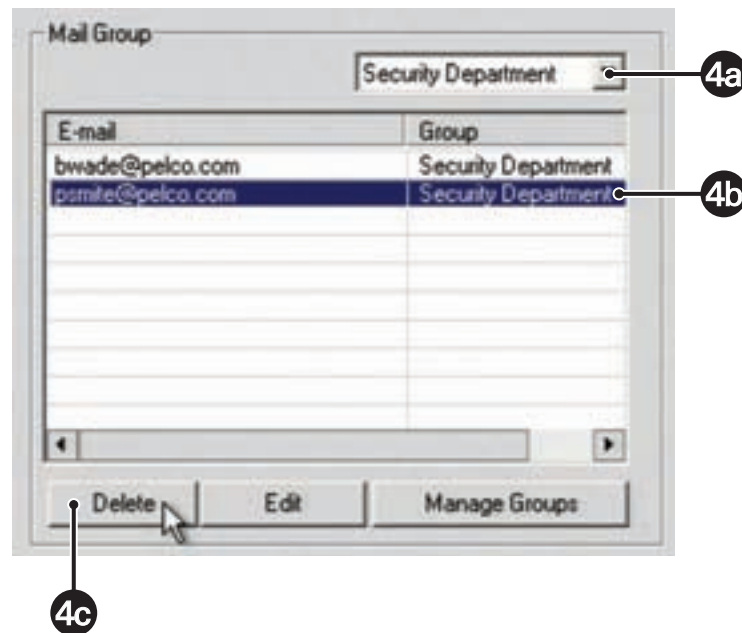 Mail Group
Security Department
4a
E-mail Group
bwade@pelco.com Security Department
psmite@pelco.com Security Department
4b
Delete Edit Manage Groups
4c